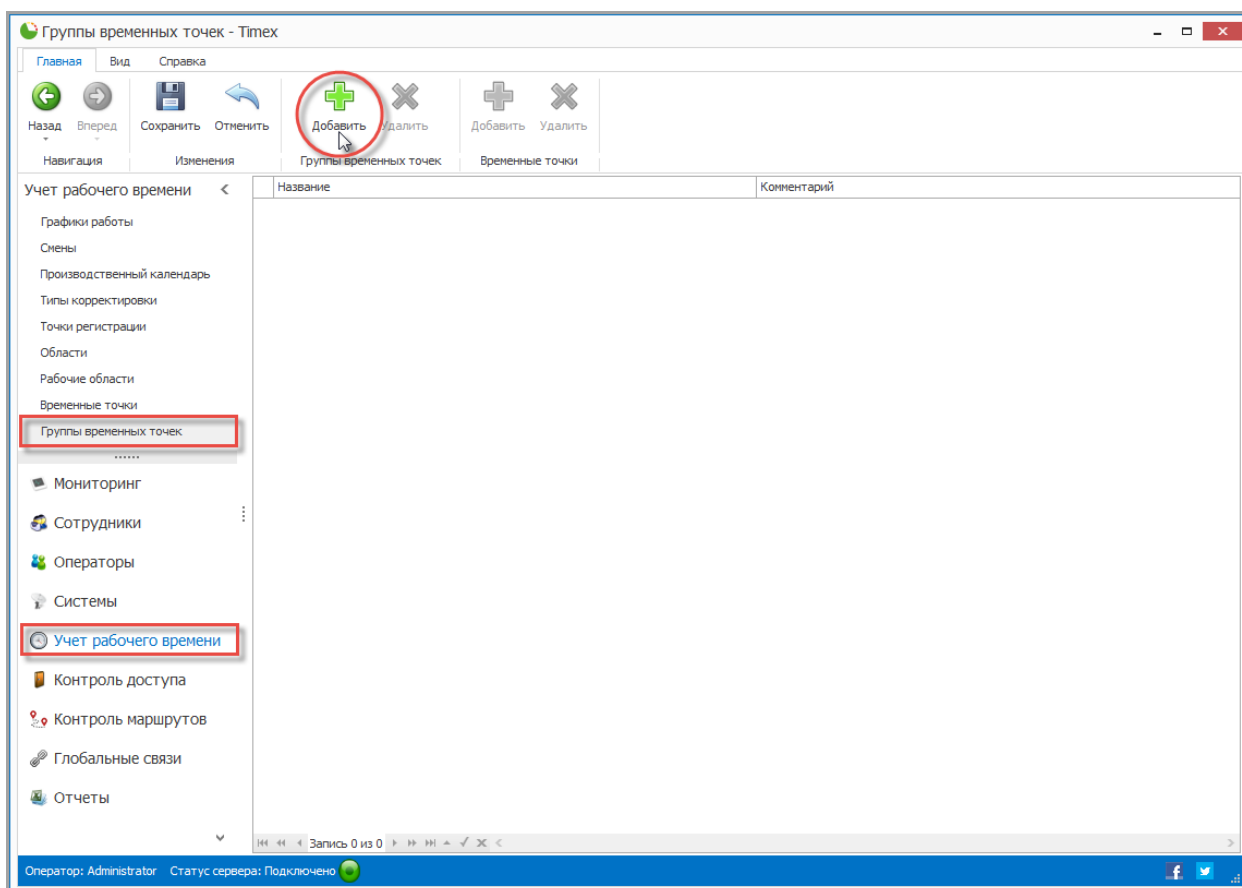 Группы временных точек - Timex
Главная Вид Справка
Назад Вперед Сохранить Отменить Добавить Удалить Добавить Удалить
Навигация Изменения Группы временных точек Временные точки
Учет рабочего времени
Название Комментарий
Графики работы
Смены
Производственный календарь
Типы корректировки
Точки регистрации
Области
Рабочие области
Временные точки
Группы временных точек
Мониторинг
Сотрудники
Операторы
Системы
Учет рабочего времени
Контроль доступа
Контроль маршрутов
Глобальные связи
Отчеты
Запись 0 из 0
Оператор: Administrator Статус сервера: Подключено